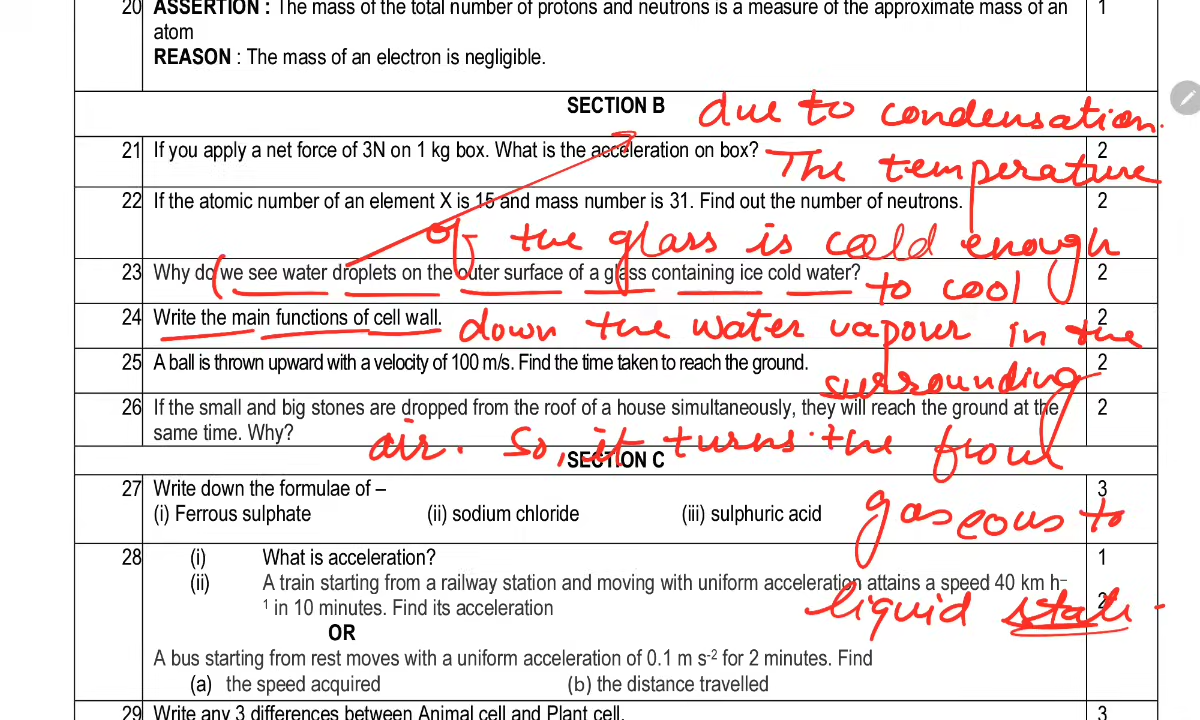 20 ASSERTION : The mass of the total number of protons and neutrons is a measure of the approximate mass of an 1
atom
REASON : The mass of an electron is negligible.
SECTION B
due to condensation.
21 If you apply a net force of 3N on 1 kg box. What is the acceleration on box? 2
The temperature
22 If the atomic number of an element X is 15 and mass number is 31. Find out the number of neutrons. 2
of the glass is cold enough
23 Why do we see water droplets on the outer surface of a glass containing ice cold water? 2
to cool
24 Write the main functions of cell wall. 2
down the water vapour in the
25 A ball is thrown upward with a velocity of 100 m/s. Find the time taken to reach the ground. 2
surrounding
26 If the small and big stones are dropped from the roof of a house simultaneously, they will reach the ground at the 2
same time. Why?
air. So, it turns the from
SECTION C
27 Write down the formulae of – 3
(i) Ferrous sulphate (ii) sodium chloride (iii) sulphuric acid
gaseous to
28 (i) What is acceleration? 1
(ii) A train starting from a railway station and moving with uniform acceleration attains a speed 40 km h–
1 in 10 minutes. Find its acceleration 2
liquid state.
OR
A bus starting from rest moves with a uniform acceleration of 0.1 m s-2 for 2 minutes. Find
(a) the speed acquired (b) the distance travelled
29 Write any 3 differences between Animal cell and Plant cell. 3